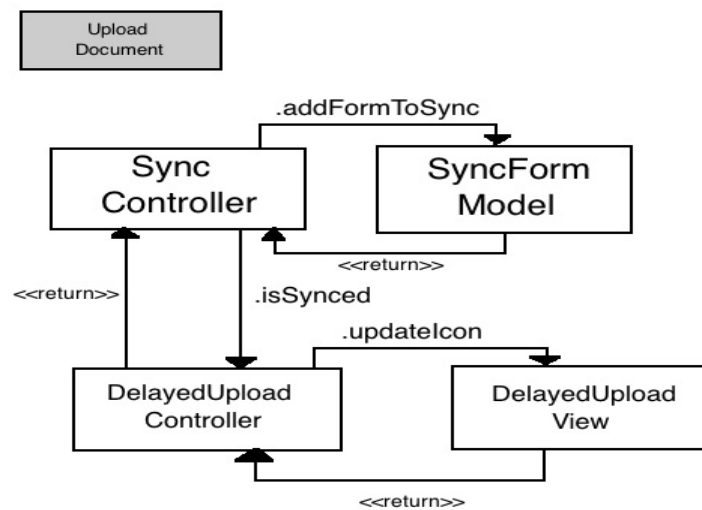 Upload
Document
.addFormToSync
Sync
Controller
SyncForm
Model
<<return>>
<<return>>
.isSynced
.updateIcon
DelayedUpload
Controller
DelayedUpload
View
<<return>>